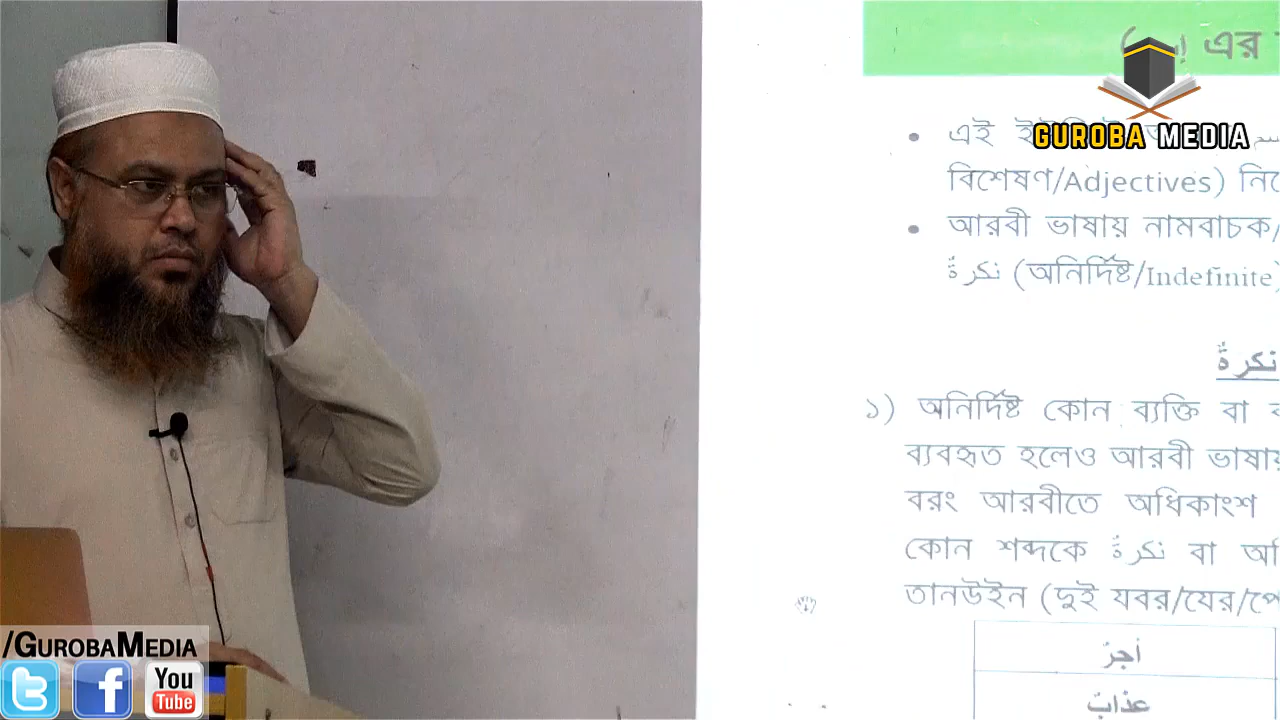 এর
GUROBA MEDIA
এই
বিশেষণ/Adjectives)
আরবী ভাষায় নামবাচক/
نكرةٌ (অনির্দিষ্ট/Indefinite)
نكرةٌ
১) অনির্দিষ্ট কোন ব্যক্তি বা
ব্যবহৃত হলেও আরবী
বরং আরবীতে অধিকাংশ
কোন শব্দকে نكرةٌ বা
তানউইন (দুই যবর/যের/
أجرٌ
عذابٌ
/GUROBAMEDIA
You
Tube